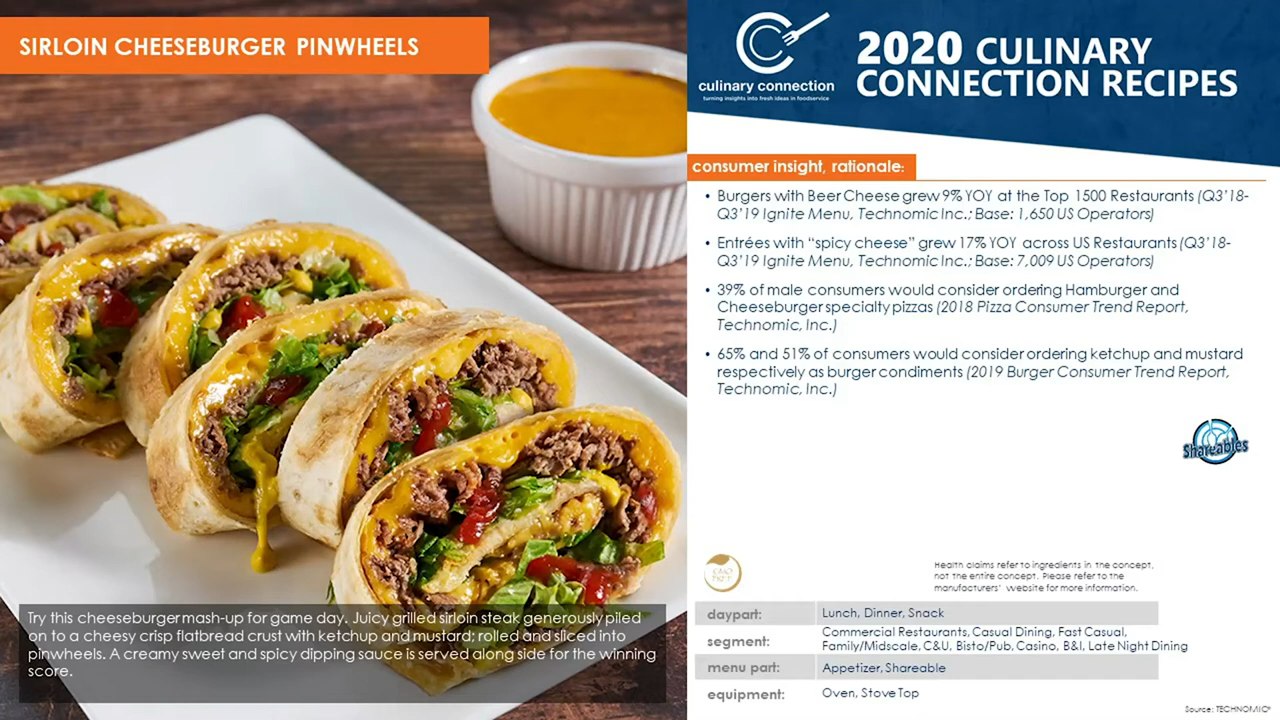 SIRLOIN CHEESEBURGER PINWHEELS
Try this cheeseburger mash-up for game day. Juicy grilled sirloin steak generously piled
on to a cheesy crisp flatbread crust with ketchup and mustard; rolled and sliced into
pinwheels. A creamy sweet and spicy dipping sauce is served along side for the winning
score.
culinary connection
turning insights into fresh ideas in foodservice
2020 CULINARY
CONNECTION RECIPES
consumer insight, rationale:
• Burgers with Beer Cheese grew 9% YOY at the Top 1500 Restaurants (Q3'18-
Q3'19 Ignite Menu, Technomic Inc.; Base: 1,650 US Operators)
• Entrées with “spicy cheese” grew 17% YOY across US Restaurants (Q3'18-
Q3'19 Ignite Menu, Technomic Inc.; Base: 7,009 US Operators)
• 39% of male consumers would consider ordering Hamburger and
Cheeseburger specialty pizzas (2018 Pizza Consumer Trend Report,
Technomic, Inc.)
• 65% and 51% of consumers would consider ordering ketchup and mustard
respectively as burger condiments (2019 Burger Consumer Trend Report,
Technomic, Inc.)
Shareables
Health claims refer to ingredients in the concept,
not the entire concept. Please refer to the
manufacturers' website for more information.
daypart: Lunch, Dinner, Snack
segment: Commercial Restaurants, Casual Dining, Fast Casual,
Family/Midscale, C&U, Bisto/Pub, Casino, B&I, Late Night Dining
menu part: Appetizer, Shareable
equipment: Oven, Stove Top
Source: TECHNOMIC®